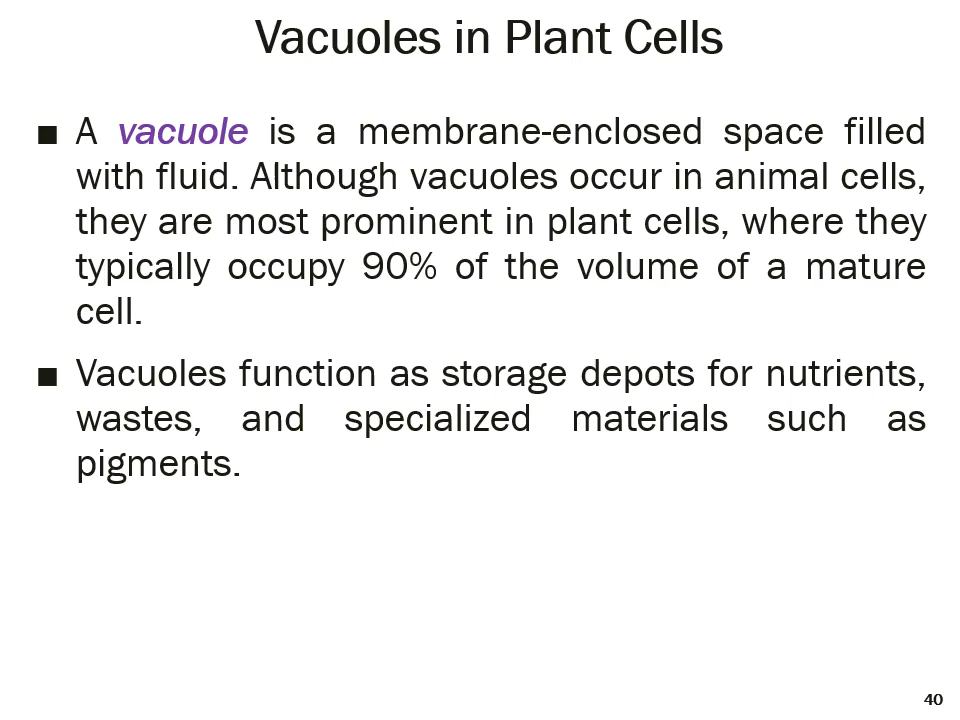 Vacuoles in Plant Cells
■ A vacuole is a membrane-enclosed space filled
with fluid. Although vacuoles occur in animal cells,
they are most prominent in plant cells, where they
typically occupy 90% of the volume of a mature
cell.
■ Vacuoles function as storage depots for nutrients,
wastes, and specialized materials such as
pigments.
40